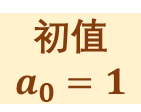 初值
a₀ = 1